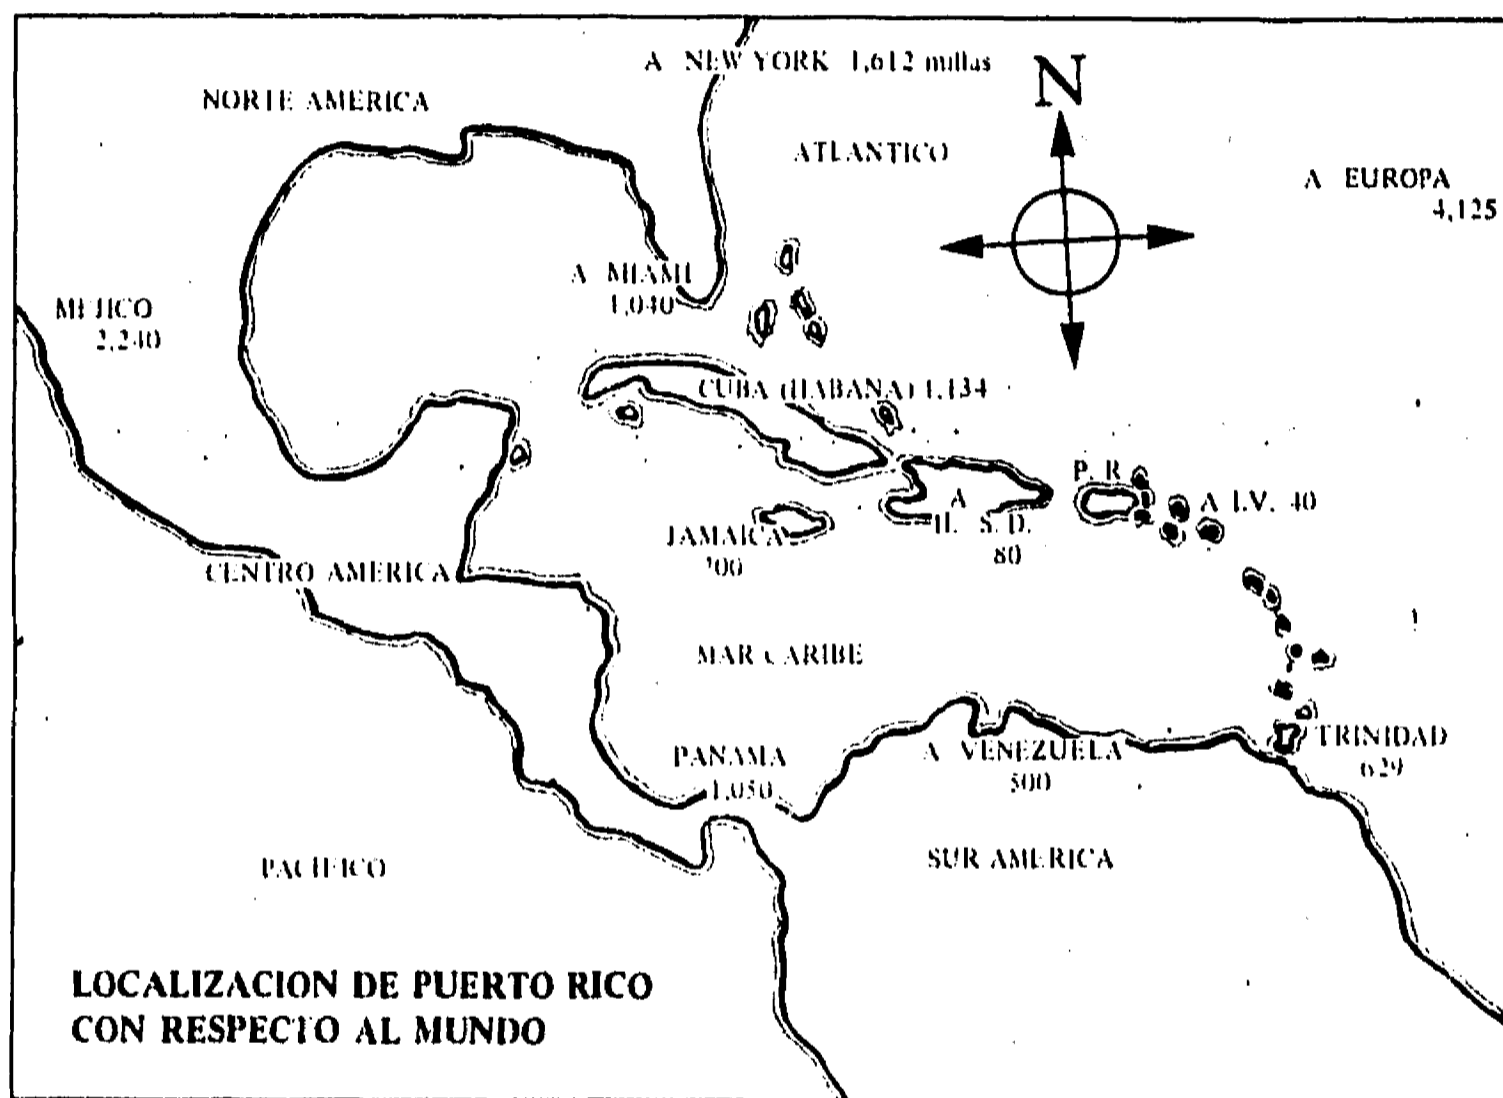 A NEW YORK 1,612 millas
N
NORTE AMERICA
ATLANTICO
A EUROPA
4,125
A MIAMI
1,040
MEJICO
2,240
CUBA (HABANA) 1,134
P. R.
A I.V. 40
A
H. S. D.
80
JAMAICA
CENTRO AMERICA
MAR CARIBE
PANAMA
1,050
A VENEZUELA
500
TRINIDAD
629
PACIFICO
SUR AMERICA
LOCALIZACION DE PUERTO RICO
CON RESPECTO AL MUNDO